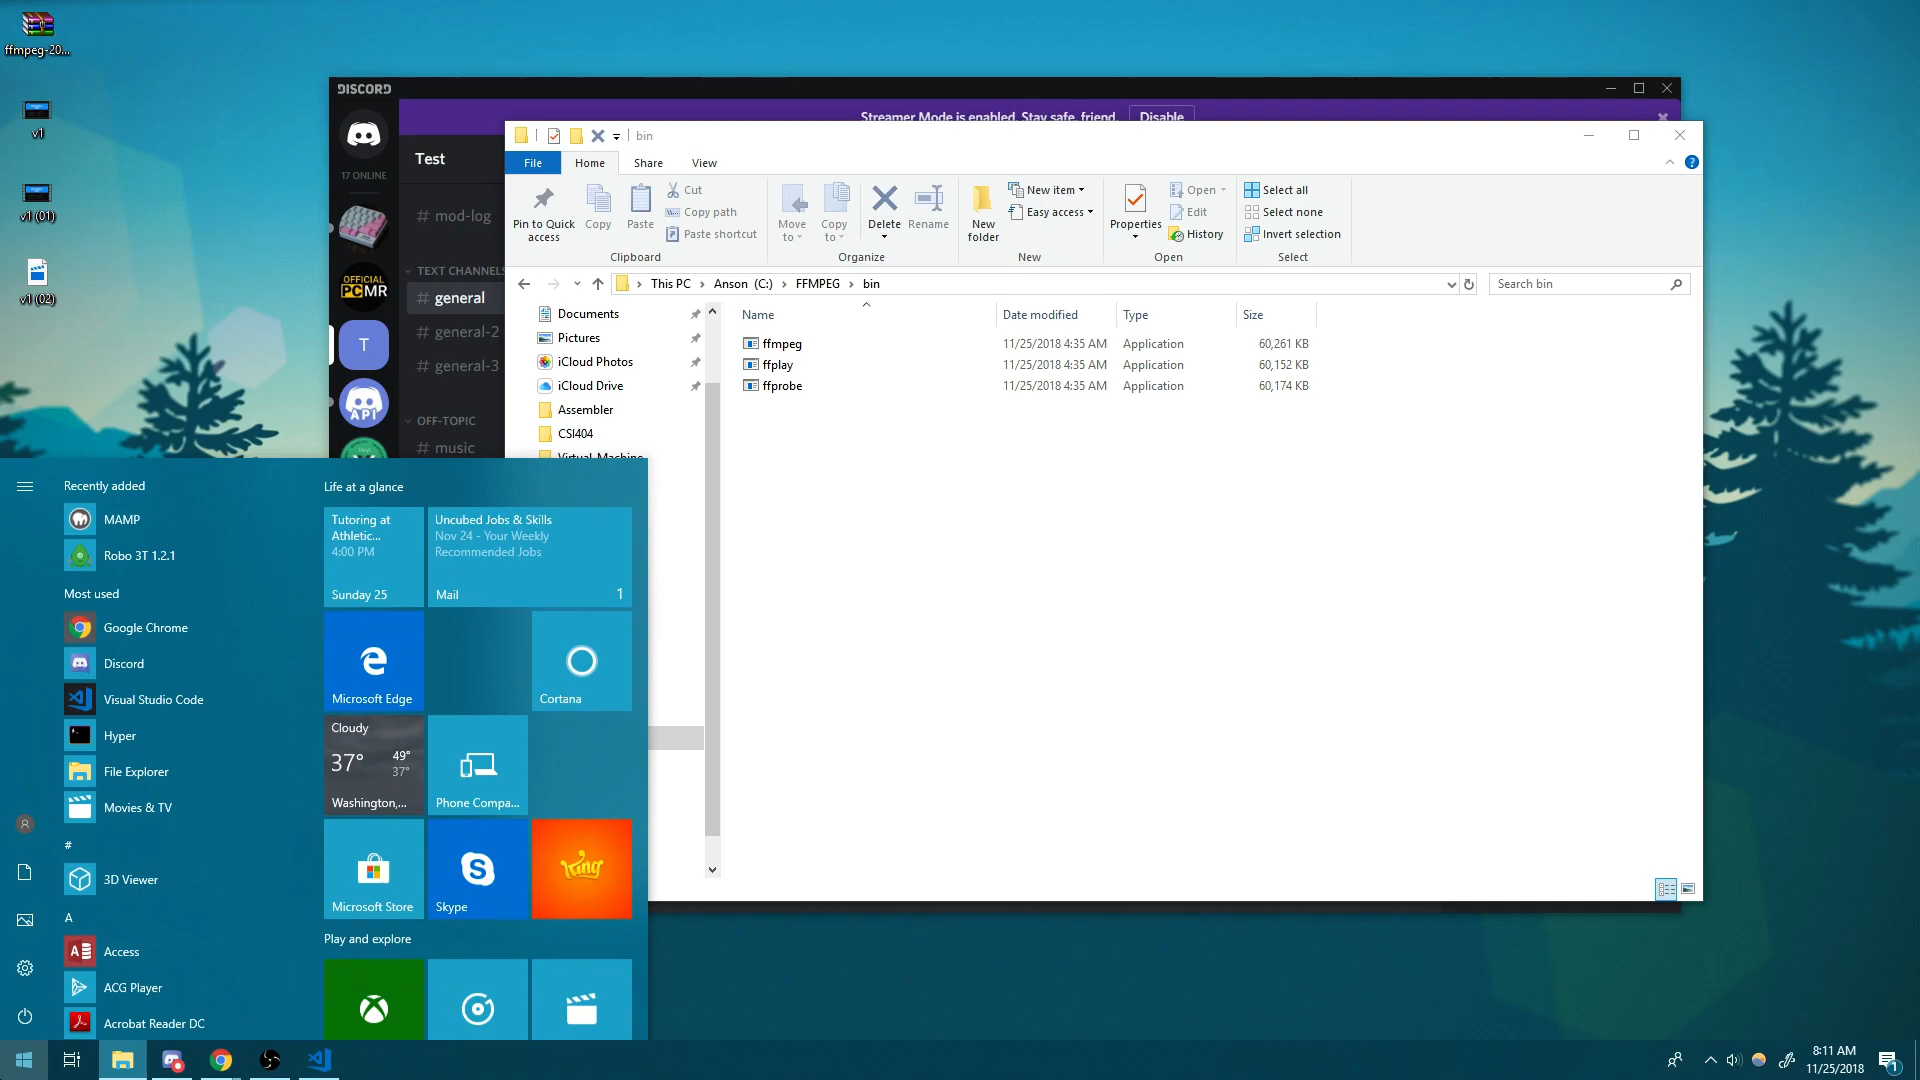 ffmpeg-20...
v1
v1 (01)
v1 (02)
DISCORD
Streamer Mode is enabled. Stay safe, friend.
Disable
17 ONLINE
OFFICIAL
PCMR
T
API
Test
# mod-log
TEXT CHANNELS
# general
# general-2
# general-3
OFF-TOPIC
# music
bin
File
Home
Share
View
Pin to Quick
access
Copy
Paste
Cut
Copy path
Paste shortcut
Clipboard
Move
to
Copy
to
Delete
Rename
Organize
New
folder
New item
Easy access
New
Properties
Open
Edit
History
Open
Select all
Select none
Invert selection
Select
This PC > Anson (C:) > FFMPEG > bin
Search bin
Documents
Pictures
iCloud Photos
iCloud Drive
Assembler
CSI404
Virtual-Machine
Name Date modified Type Size
ffmpeg 11/25/2018 4:35 AM Application 60,261 KB
ffplay 11/25/2018 4:35 AM Application 60,152 KB
ffprobe 11/25/2018 4:35 AM Application 60,174 KB
Recently added
MAMP
Robo 3T 1.2.1
Most used
Google Chrome
Discord
Visual Studio Code
Hyper
File Explorer
Movies & TV
#
3D Viewer
A
Access
ACG Player
Acrobat Reader DC
Life at a glance
Tutoring at
Athletic...
4:00 PM
Sunday 25
Uncubed Jobs & Skills
Nov 24 - Your Weekly
Recommended Jobs
Mail 1
Microsoft Edge
Cortana
Cloudy
37° 49°
37°
Washington,...
Phone Compa...
Microsoft Store
Skype
King
Play and explore
8:11 AM
11/25/2018
1